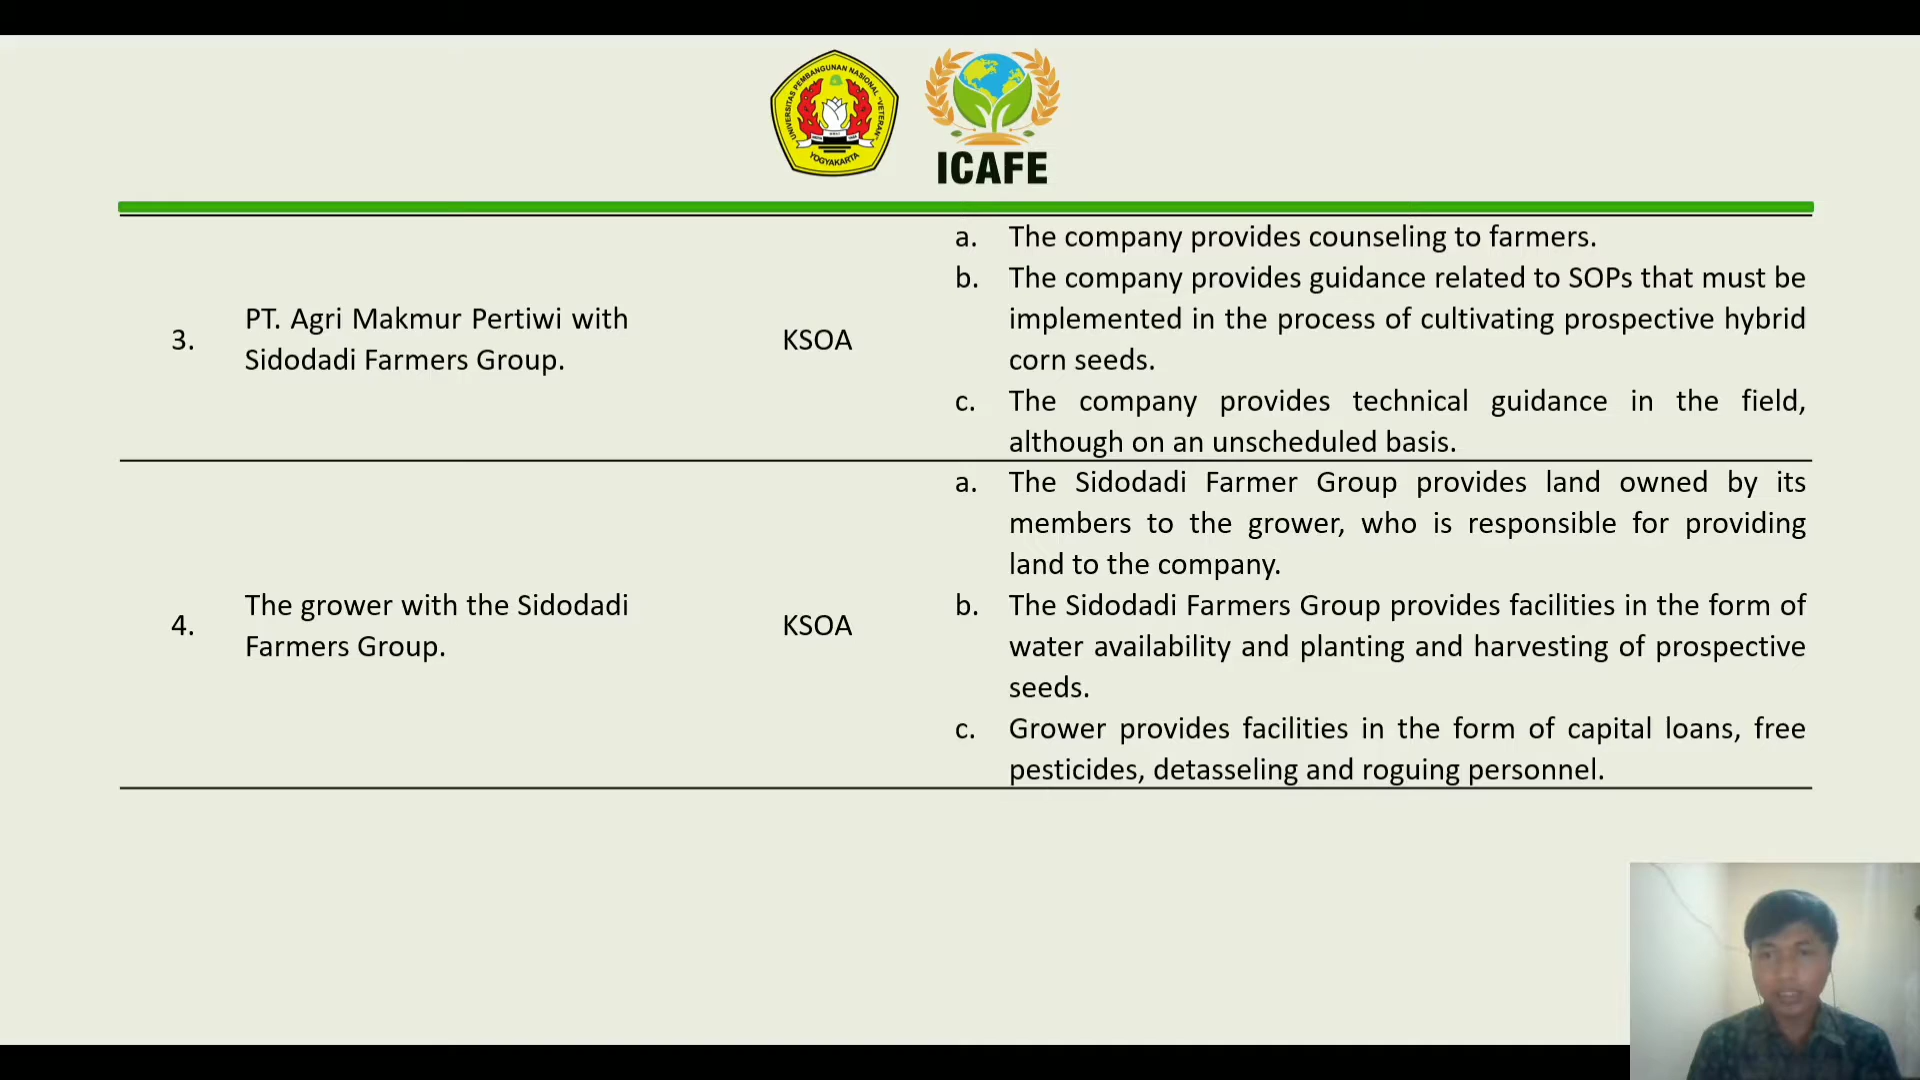 UNIVERSITAS PEMBANGUNAN NASIONAL "VETERAN"
YOGYAKARTA
ICAFE
3.
PT. Agri Makmur Pertiwi with
Sidodadi Farmers Group.
KSOA
a. The company provides counseling to farmers.
b. The company provides guidance related to SOPs that must be
implemented in the process of cultivating prospective hybrid
corn seeds.
c. The company provides technical guidance in the field,
although on an unscheduled basis.
4.
The grower with the Sidodadi
Farmers Group.
KSOA
a. The Sidodadi Farmer Group provides land owned by its
members to the grower, who is responsible for providing
land to the company.
b. The Sidodadi Farmers Group provides facilities in the form of
water availability and planting and harvesting of prospective
seeds.
c. Grower provides facilities in the form of capital loans, free
pesticides, detasseling and roguing personnel.